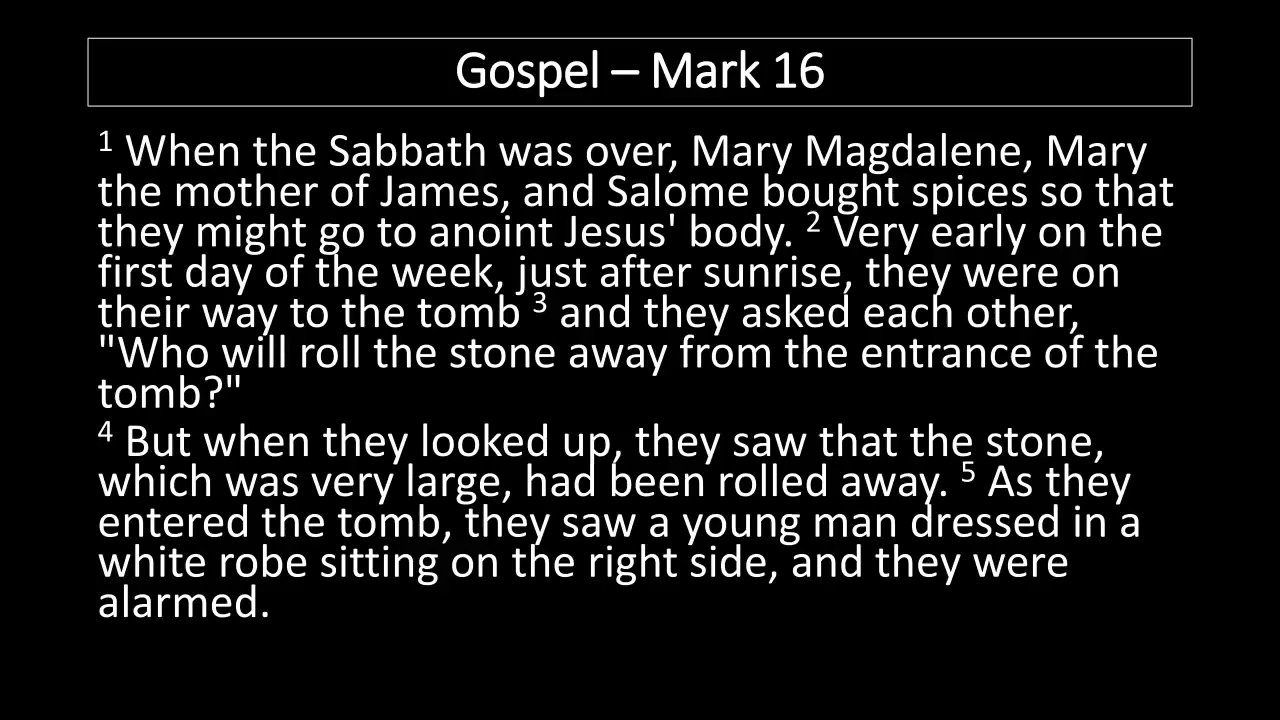 Gospel – Mark 16
1 When the Sabbath was over, Mary Magdalene, Mary
the mother of James, and Salome bought spices so that
they might go to anoint Jesus' body. 2 Very early on the
first day of the week, just after sunrise, they were on
their way to the tomb 3 and they asked each other,
"Who will roll the stone away from the entrance of the
tomb?"
4 But when they looked up, they saw that the stone,
which was very large, had been rolled away. 5 As they
entered the tomb, they saw a young man dressed in a
white robe sitting on the right side, and they were
alarmed.